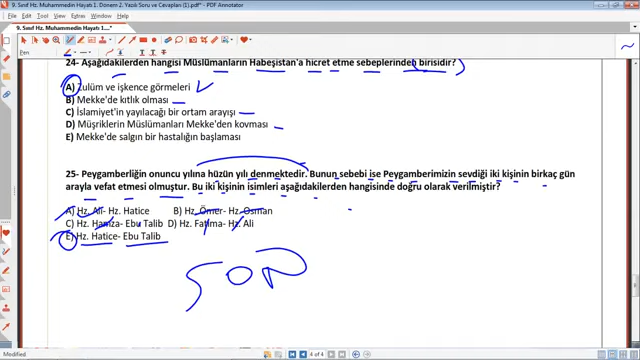 9. Sınıf Hz. Muhammedin Hayatı 1. Dönem 2. Yazılı Soru ve Cevapları (1).pdf* - PDF Annotator
File Edit Insert View Tool Window Help
9. Sınıf Hz. Muhammedin Hayatı 1....*
Pen
24- Aşağıdakilerden hangisi Müslümanların Habeşistan'a hicret etme sebeplerinden birisidir?
A) Zulüm ve işkence görmeleri
B) Mekke'de kıtlık olması
C) İslamiyet'in yayılacağı bir ortam arayışı
D) Müşriklerin Müslümanları Mekke'den kovması
E) Mekke'de salgın bir hastalığın başlaması
25- Peygamberliğin onuncu yılına hüzün yılı denmektedir. Bunun sebebi ise Peygamberimizin sevdiği iki kişinin birkaç gün
arayla vefat etmesi olmuştur. Bu iki kişinin isimleri aşağıdakilerden hangisinde doğru olarak verilmiştir?
A) Hz. Ali- Hz. Hatice B) Hz. Ömer- Hz. Osman
C) Hz. Hamza- Ebu Talib D) Hz. Fatıma- Hz. Ali
E) Hz. Hatice- Ebu Talib
SON
Modified
4 of 4